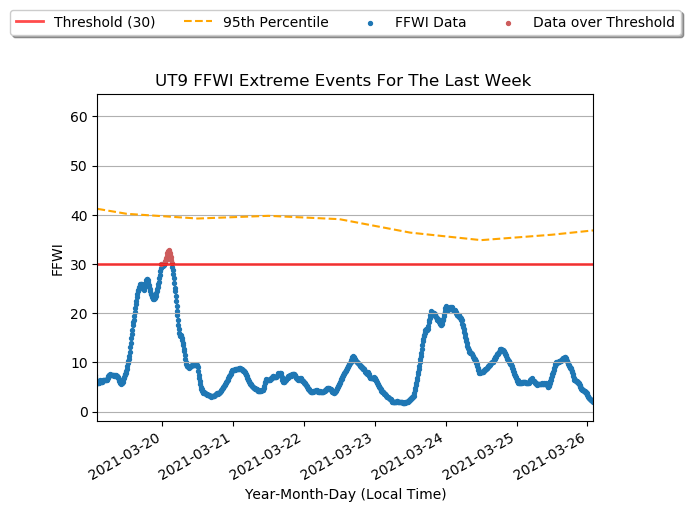 Threshold (30) 95th Percentile FFWI Data Data over Threshold
UT9 FFWI Extreme Events For The Last Week
60
50
40
30
20
10
0
FFWI
2021-03-20 2021-03-21 2021-03-22 2021-03-23 2021-03-24 2021-03-25 2021-03-26
Year-Month-Day (Local Time)